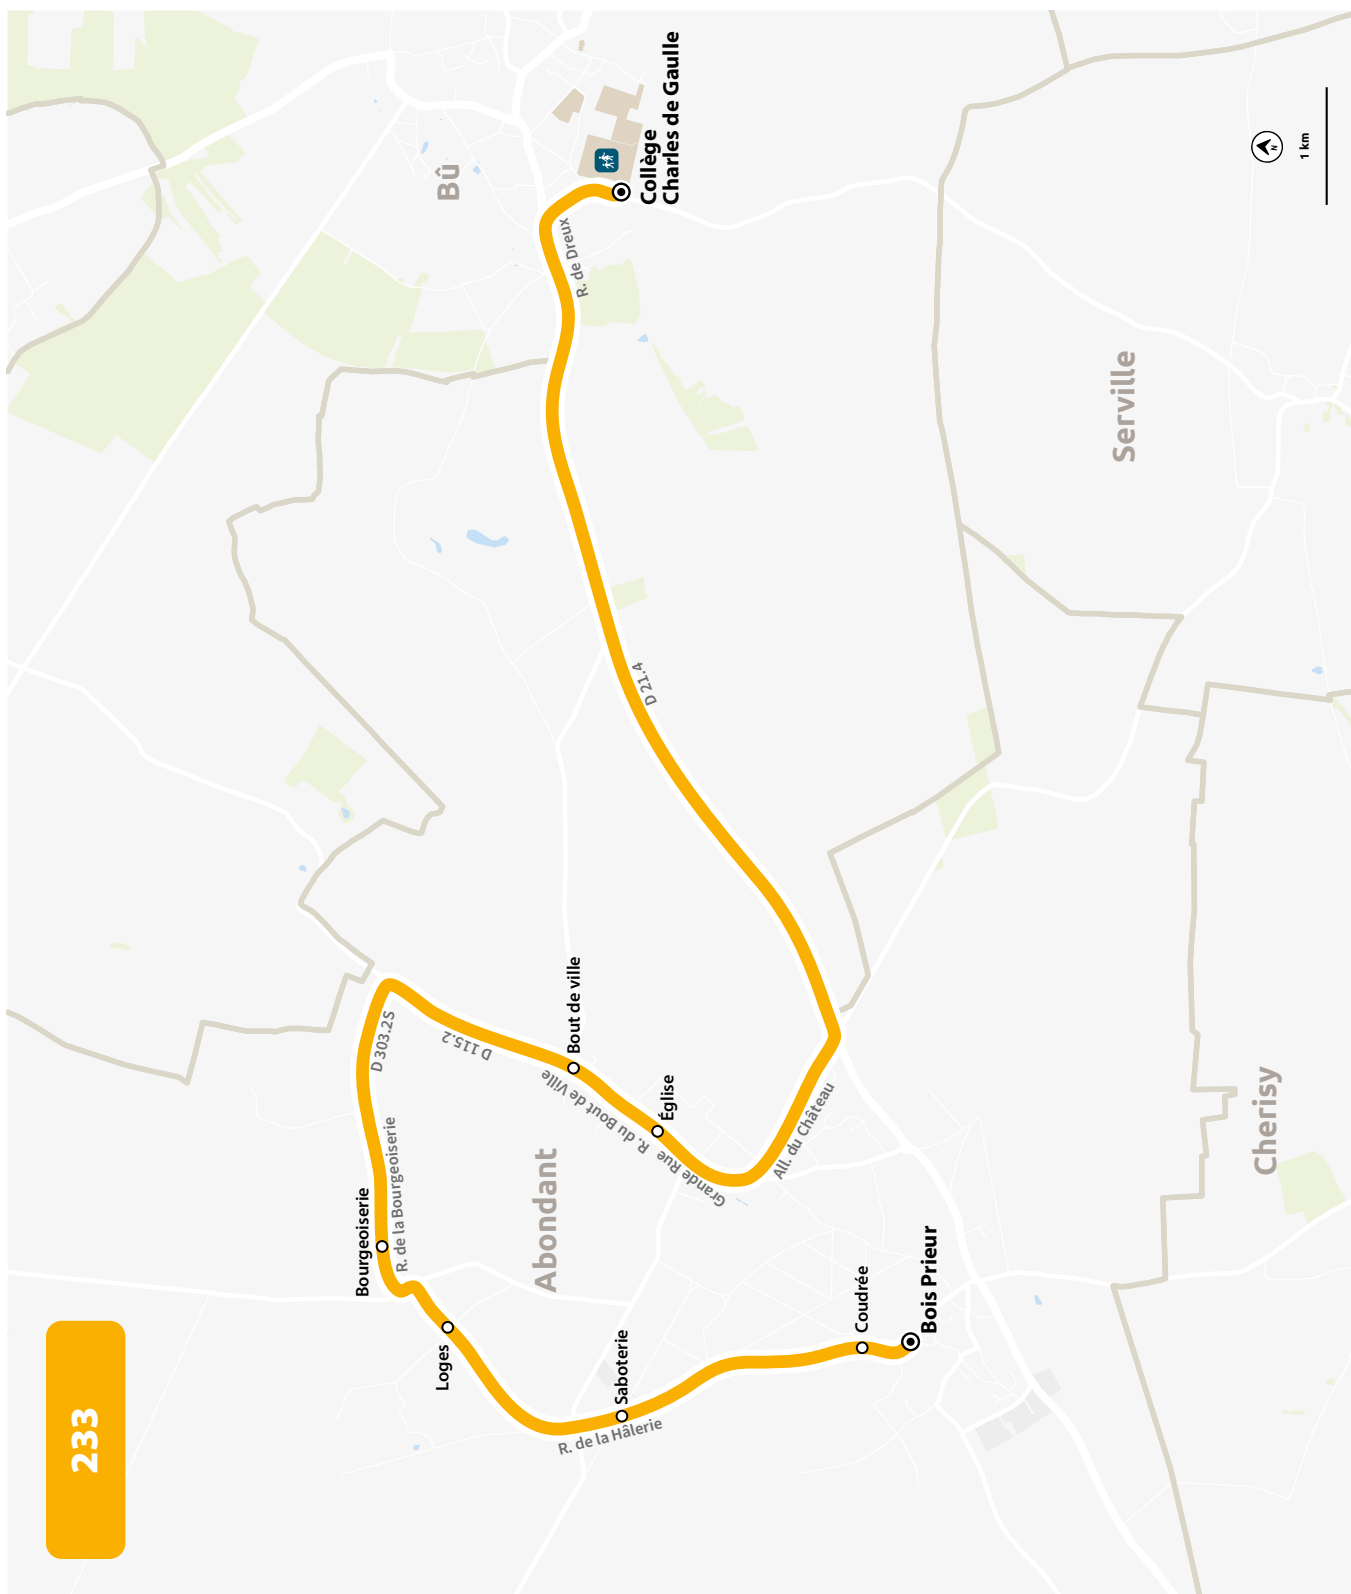 233
Bû
Collège
Charles de Gaulle
R. de Dreux
N
1 km
Serville
D 21.4
D 303.2S
D 115.2
Bout de ville
R. du Bout de Ville
Église
Grande Rue
All. du Château
Cherisy
Abondant
R. de la Bourgeoiserie
Bourgeoiserie
Loges
Saboterie
R. de la Hâlerie
Coudrée
Bois Prieur